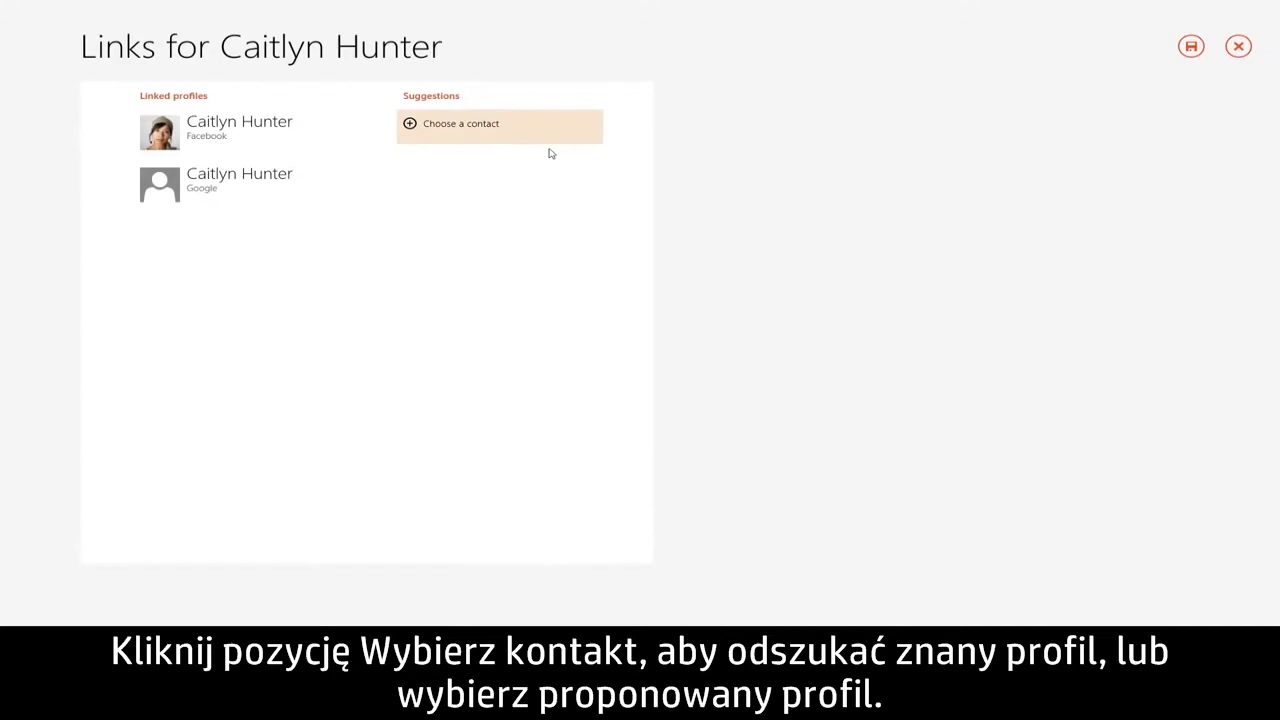 Links for Caitlyn Hunter
Linked profiles
Caitlyn Hunter
Facebook
Caitlyn Hunter
Google
Suggestions
Choose a contact
Kliknij pozycję Wybierz kontakt, aby odszukać znany profil, lub
wybierz proponowany profil.